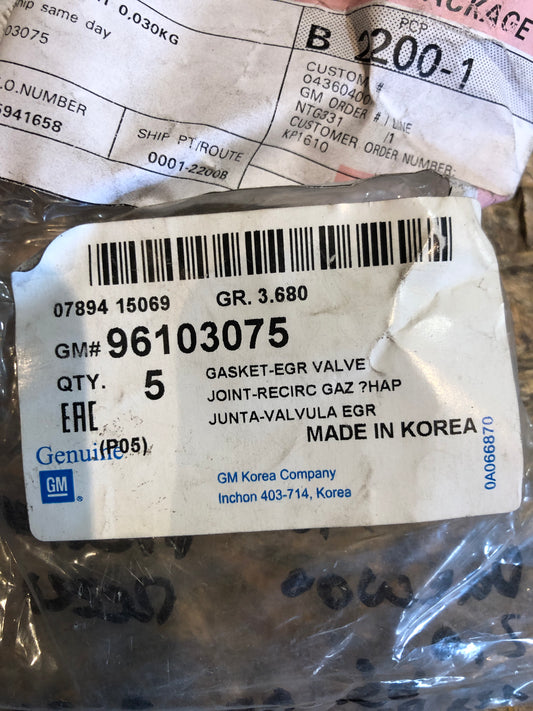 PACKAGE
T 0,030KG
hip same day
03075
PCP
B 2200-1
.O.NUMBER
5941658
SHIP PT/ROUTE
0001-2200B
CUSTOM #
04360400
GM ORDER # / LINE
NTG331 /1
CUSTOMER ORDER NUMBER:
KP1610
07894 15069 GR. 3.680
GM# 96103075
QTY. 5
GASKET-EGR VALVE
JOINT-RECIRC GAZ ?HAP
JUNTA-VALVULA EGR
EAC
(P05)
MADE IN KOREA
Genuine
GM
®
GM Korea Company
Inchon 403-714, Korea
0A066870